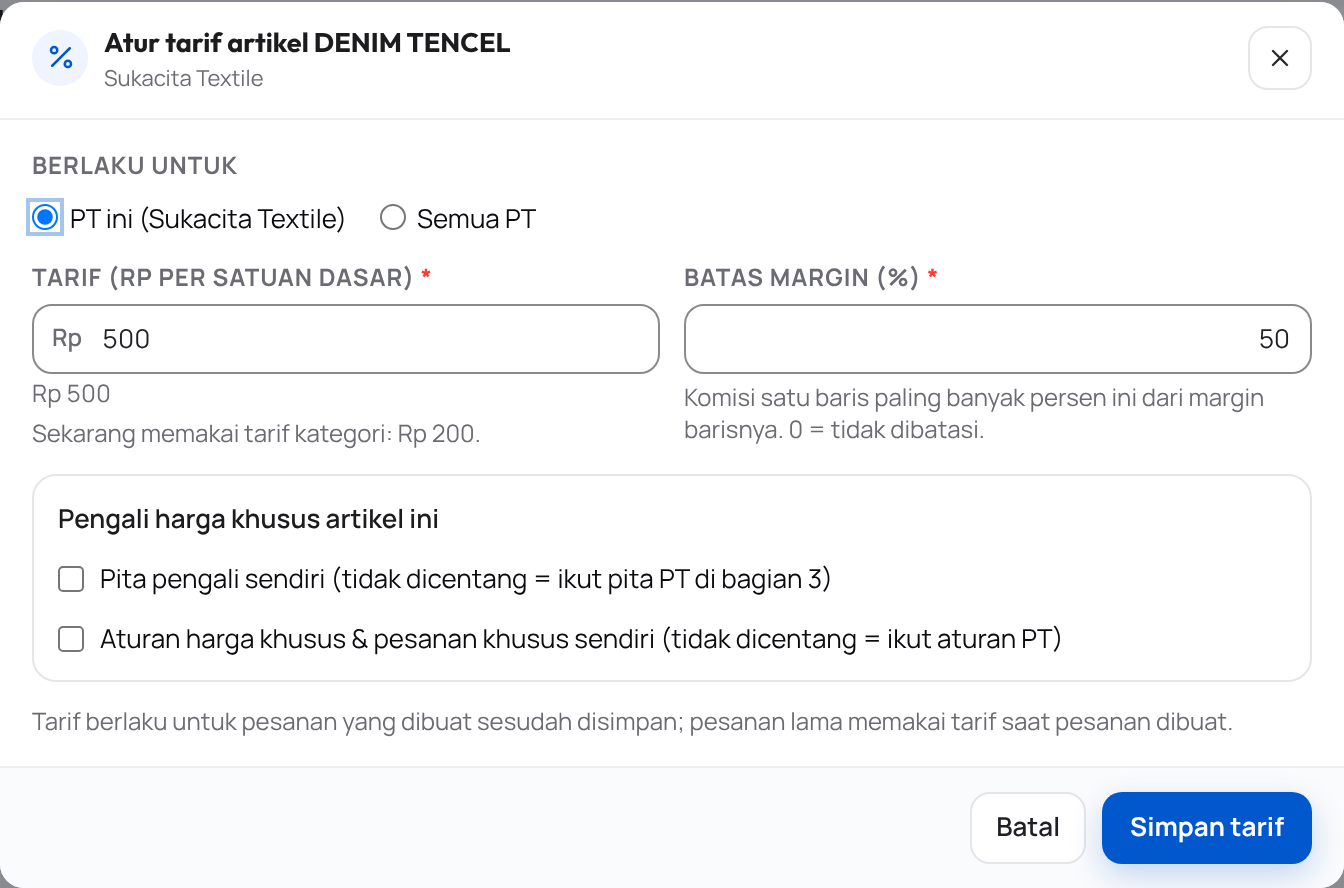 Atur tarif artikel DENIM TENCEL
Sukacita Textile
BERLAKU UNTUK
PT ini (Sukacita Textile)
Semua PT
TARIF (RP PER SATUAN DASAR) *
BATAS MARGIN (%) *
Rp 500
50
Rp 500
Sekarang memakai tarif kategori: Rp 200.
Komisi satu baris paling banyak persen ini dari margin
barisnya. 0 = tidak dibatasi.
Pengali harga khusus artikel ini
Pita pengali sendiri (tidak dicentang = ikut pita PT di bagian 3)
Aturan harga khusus & pesanan khusus sendiri (tidak dicentang = ikut aturan PT)
Tarif berlaku untuk pesanan yang dibuat sesudah disimpan; pesanan lama memakai tarif saat pesanan dibuat.
Batal
Simpan tarif